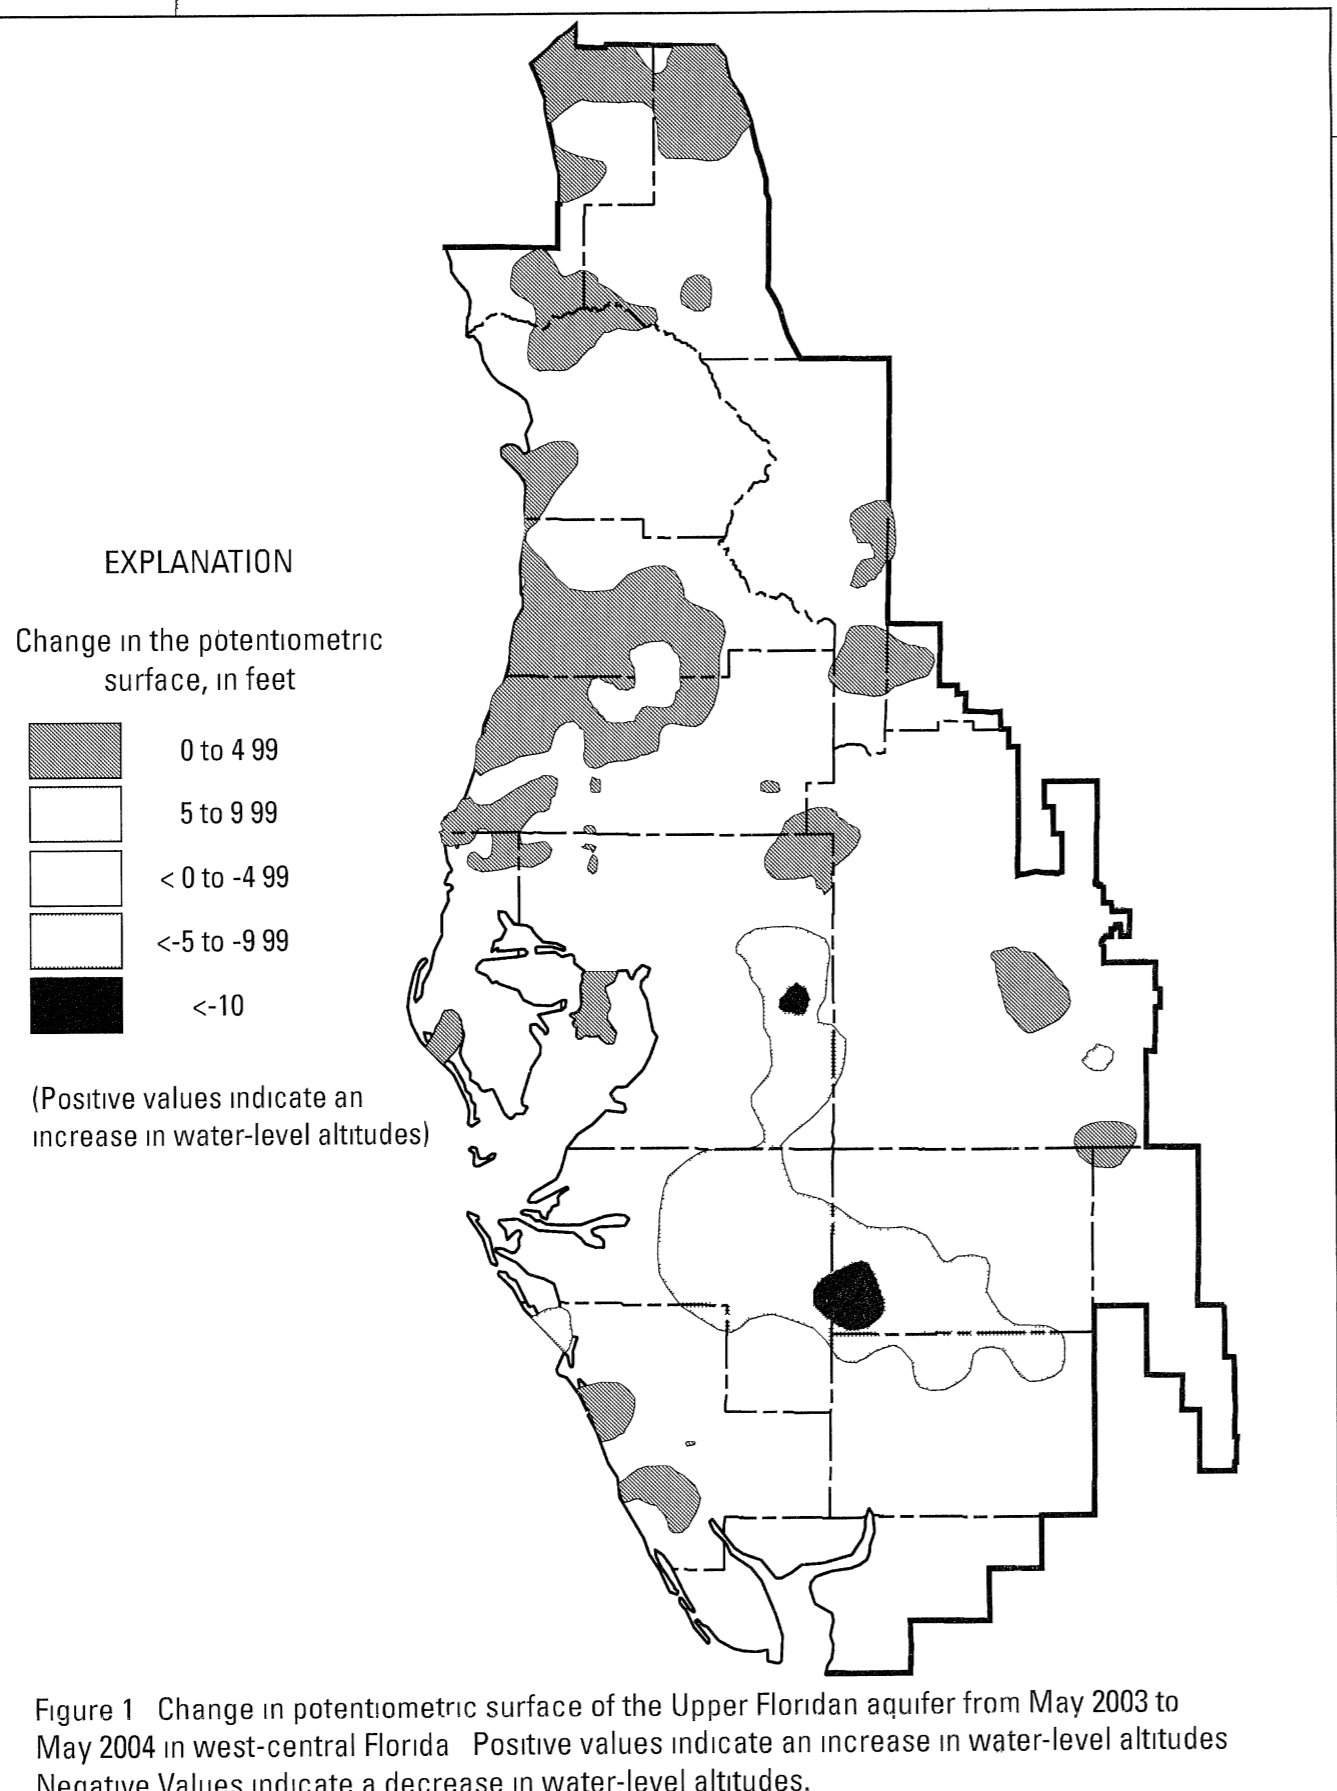 EXPLANATION
Change in the potentiometric
surface, in feet
0 to 4 99
5 to 9 99
< 0 to -4 99
<-5 to -9 99
<-10
(Positive values indicate an
increase in water-level altitudes)
Figure 1 Change in potentiometric surface of the Upper Floridan aquifer from May 2003 to
May 2004 in west-central Florida Positive values indicate an increase in water-level altitudes
Negative Values indicate a decrease in water-level altitudes.